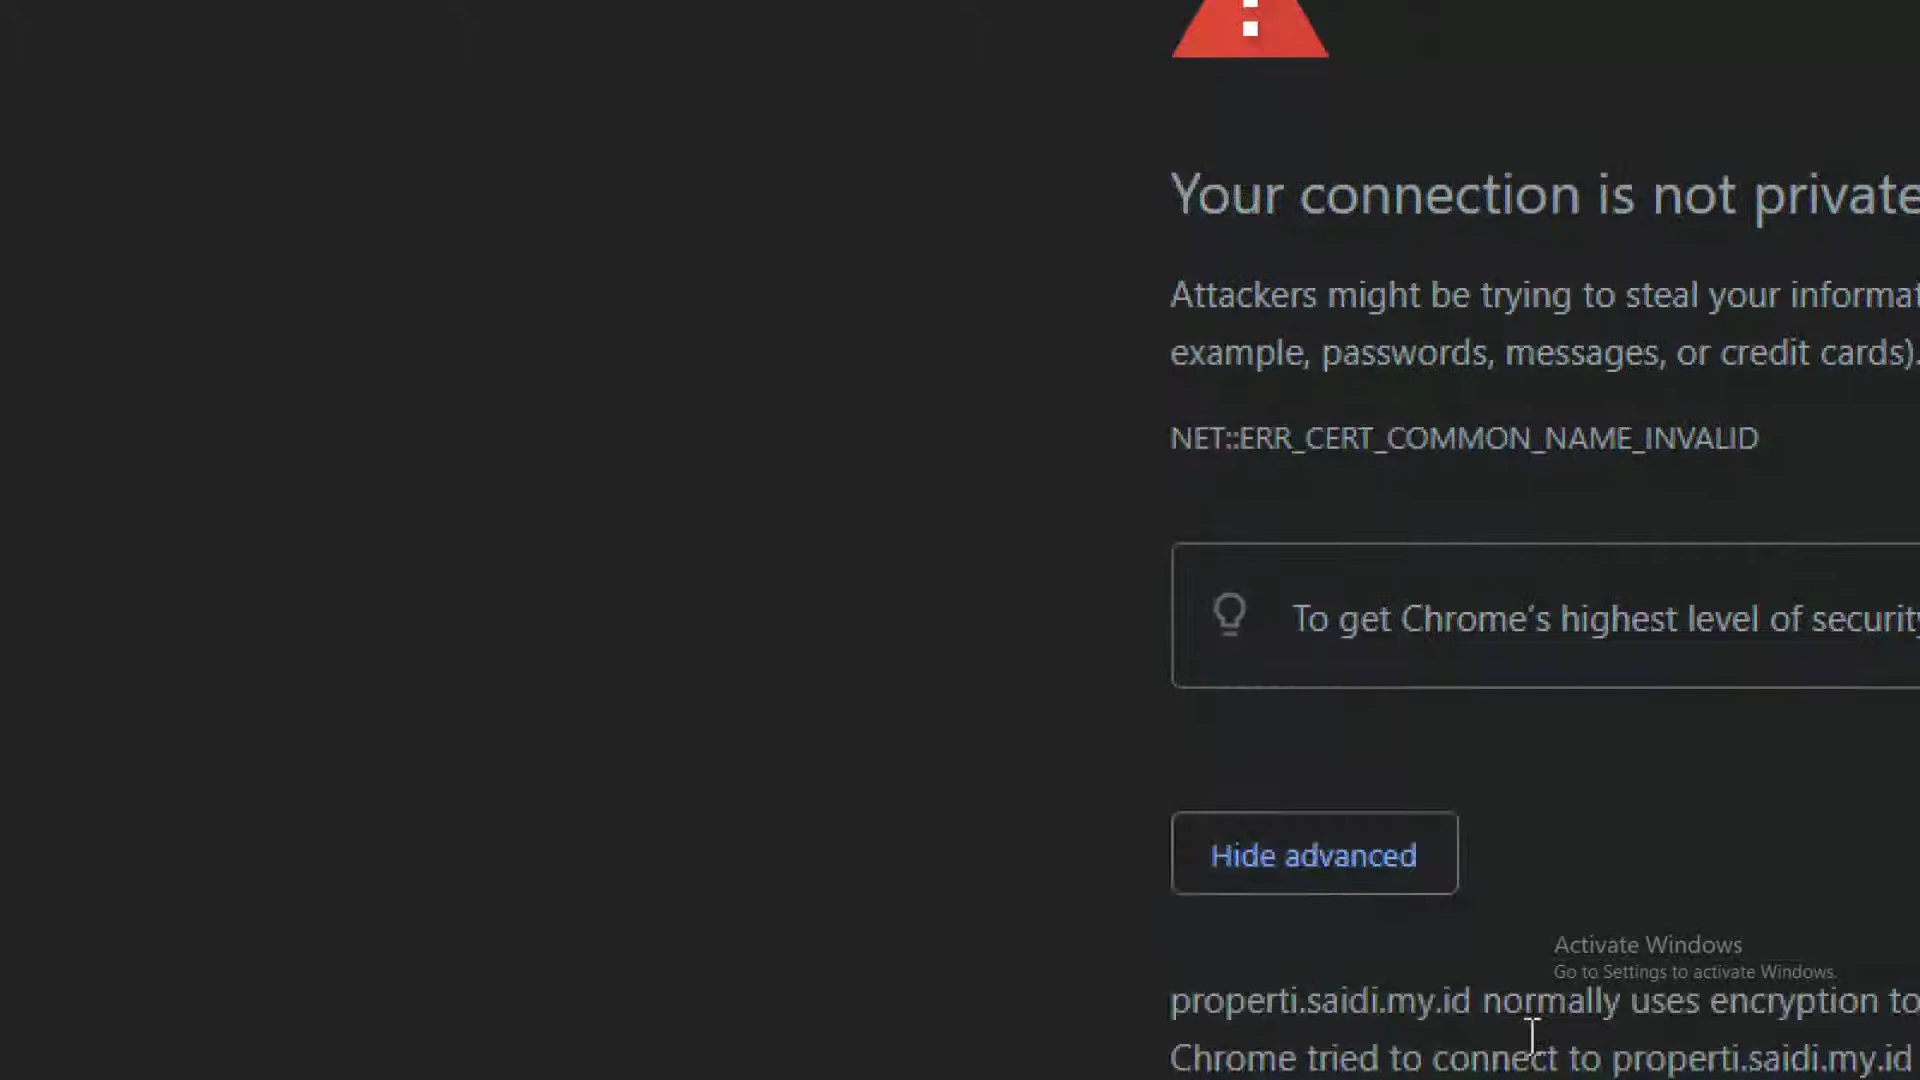 Your connection is not private
Attackers might be trying to steal your informat
example, passwords, messages, or credit cards).
NET::ERR_CERT_COMMON_NAME_INVALID
To get Chrome's highest level of security
Hide advanced
Activate Windows
Go to Settings to activate Windows.
properti.saidi.my.id normally uses encryption to
Chrome tried to connect to properti.saidi.my.id